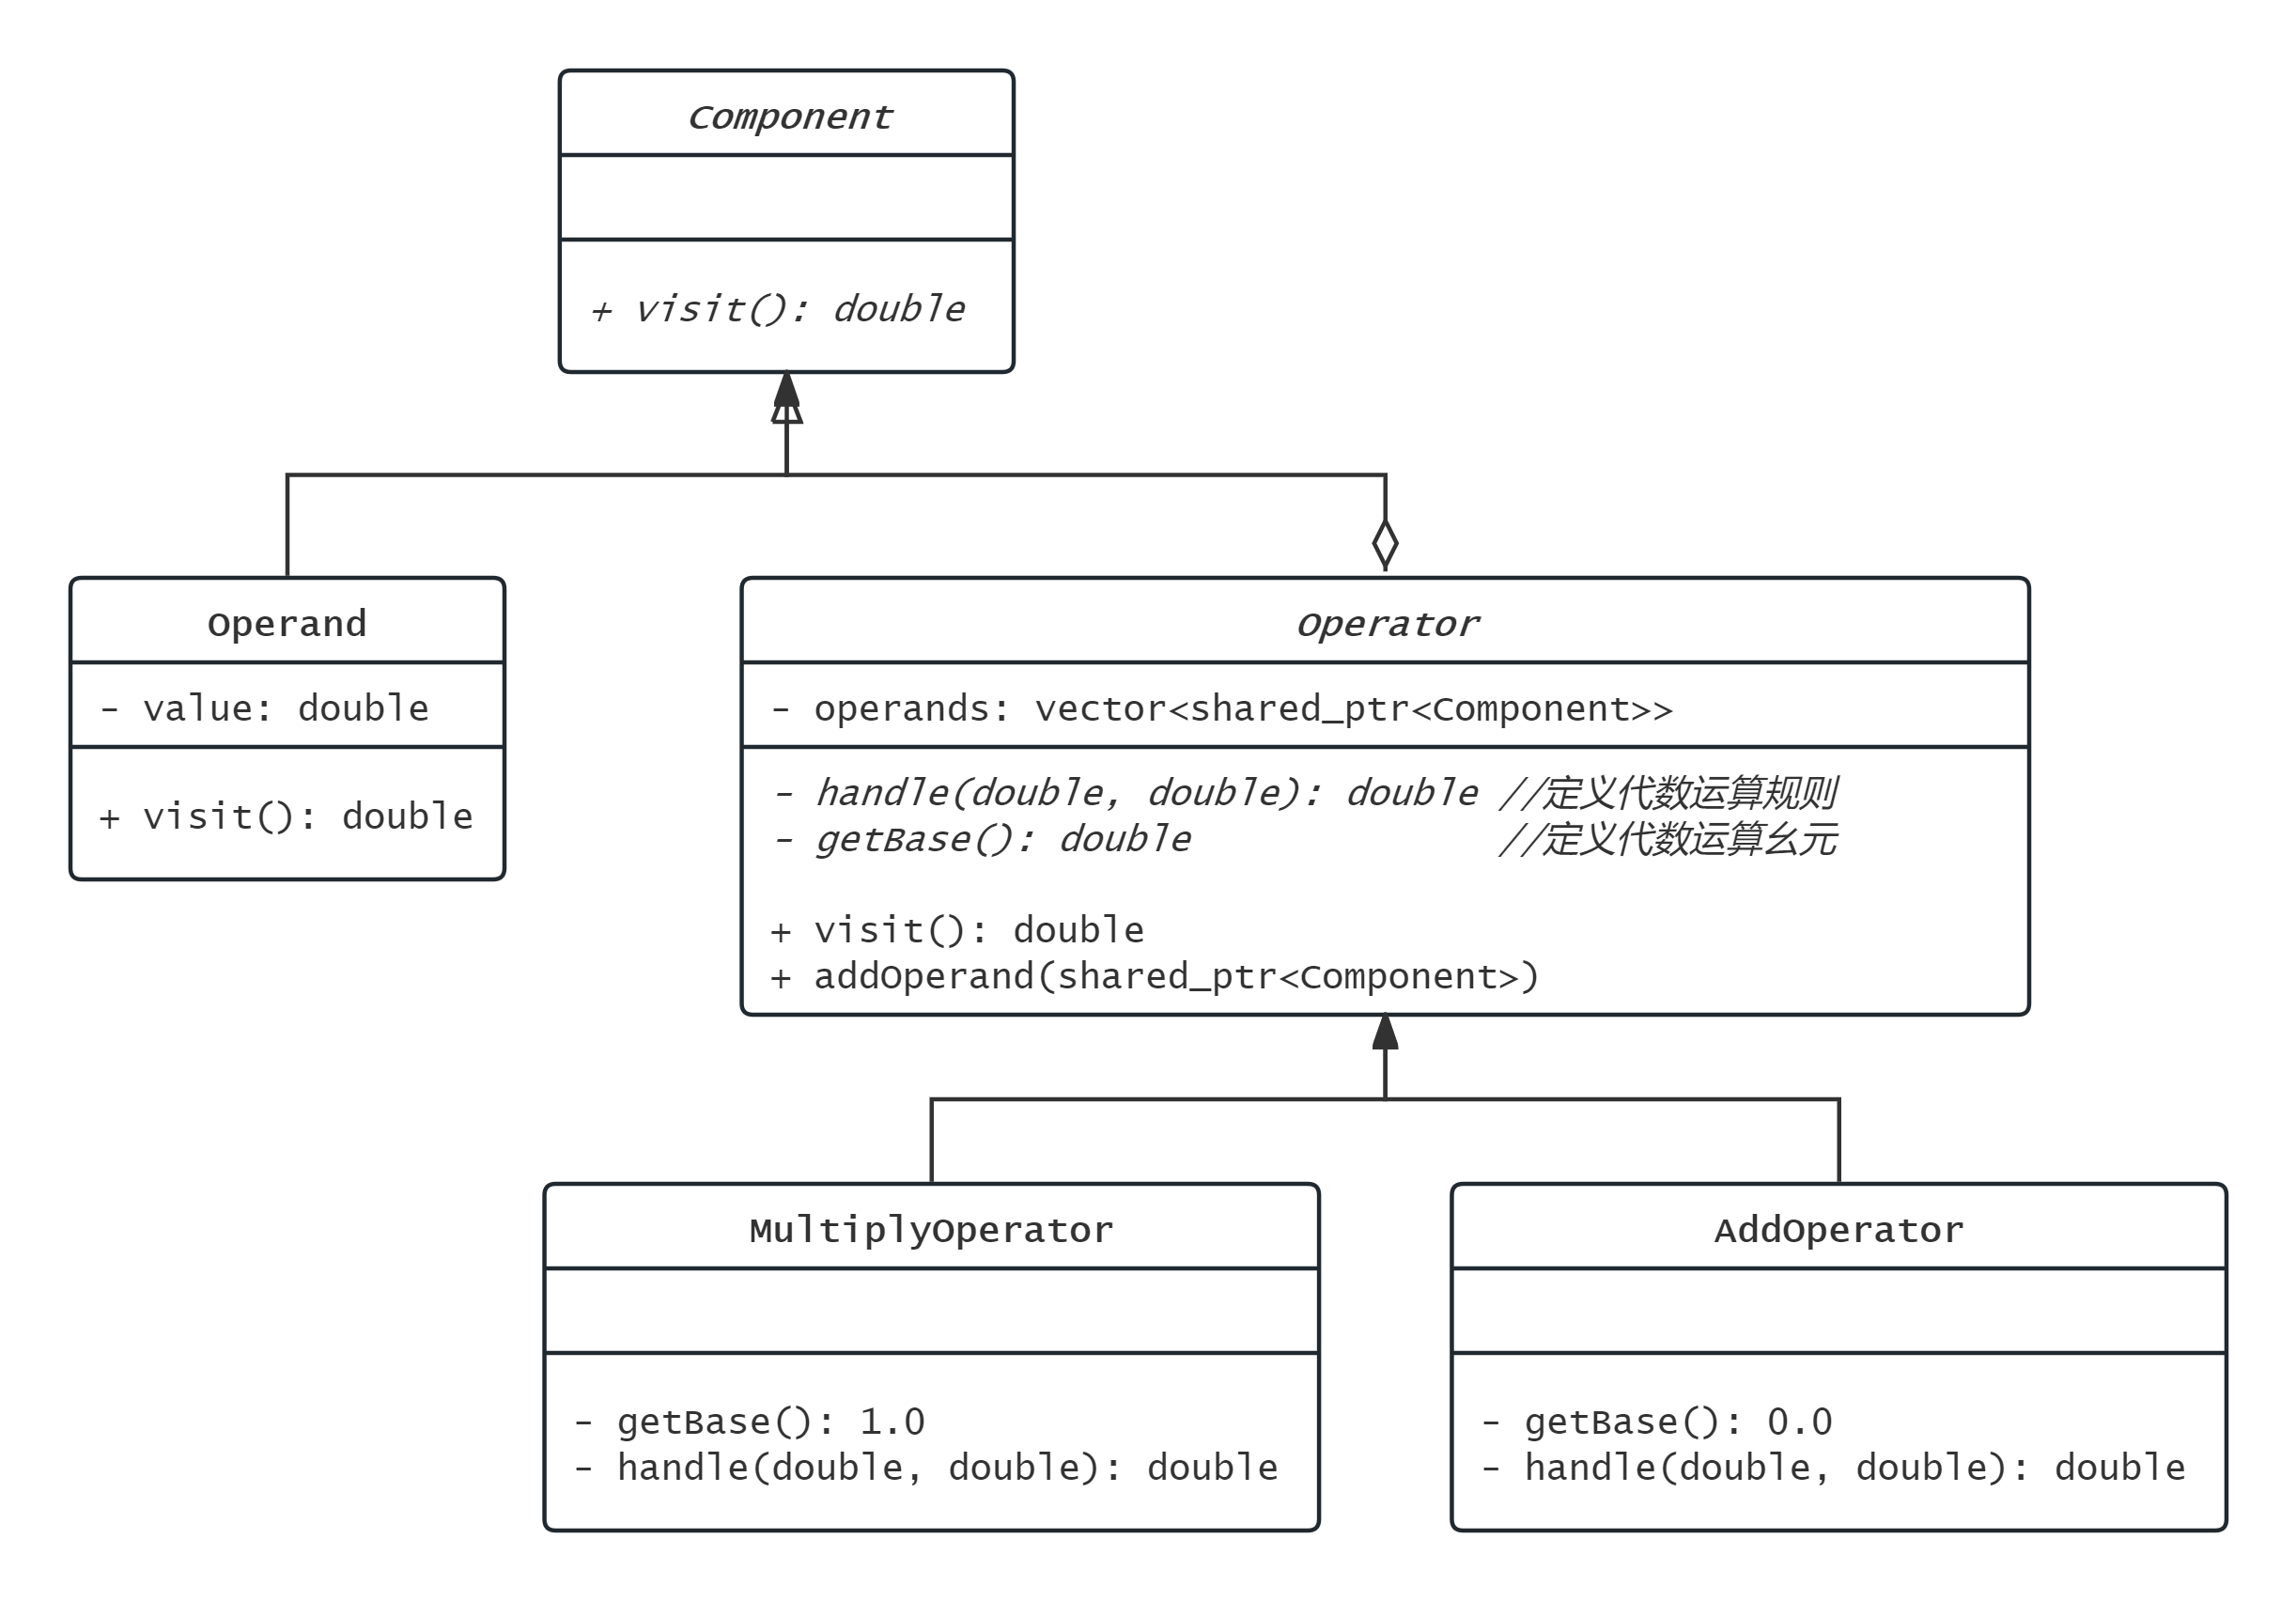 Component
+ visit(): double
Operand
- value: double
+ visit(): double
Operator
- operands: vector<shared_ptr<Component>>
- handle(double, double): double //定义代数运算规则
- getBase(): double //定义代数运算幺元
+ visit(): double
+ addOperand(shared_ptr<Component>)
MultiplyOperator
- getBase(): 1.0
- handle(double, double): double
AddOperator
- getBase(): 0.0
- handle(double, double): double